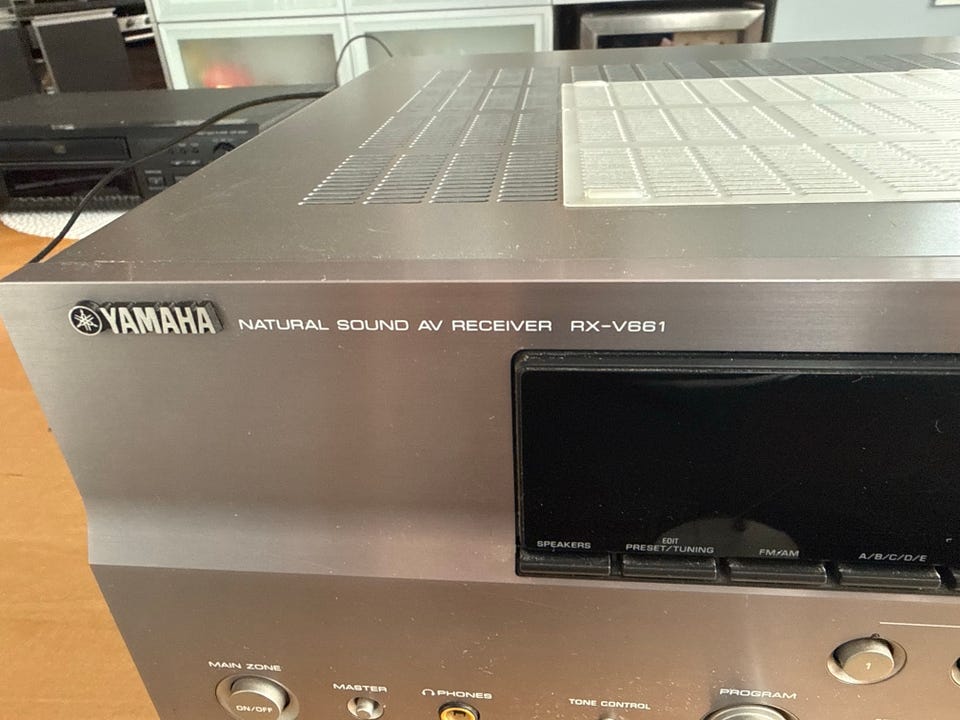 YAMAHA NATURAL SOUND AV RECEIVER RX-V661
SPEAKERS
EDIT
PRESET/TUNING
FM/AM
A/B/C/D/E
1
MAIN ZONE
ON/OFF
MASTER
PHONES
TONE CONTROL
PROGRAM